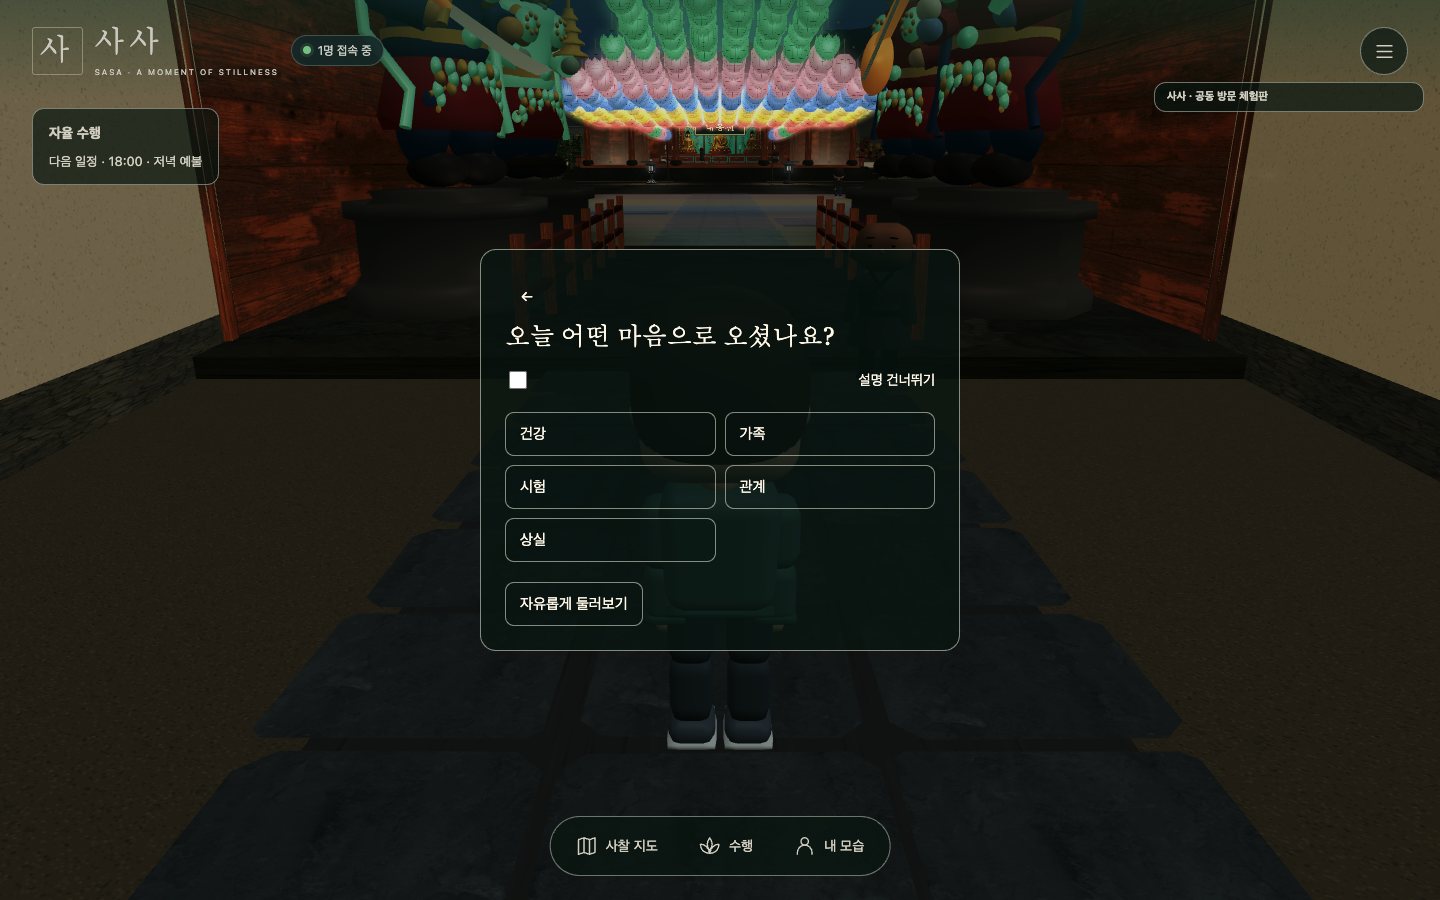 사
사사
SASA · A MOMENT OF STILLNESS
1명 접속 중
사사 · 공동 방문 체험판
자율 수행
다음 일정 · 18:00 · 저녁 예불
←
오늘 어떤 마음으로 오셨나요?
설명 건너뛰기
건강
가족
시험
관계
상실
자유롭게 둘러보기
사찰 지도
수행
내 모습